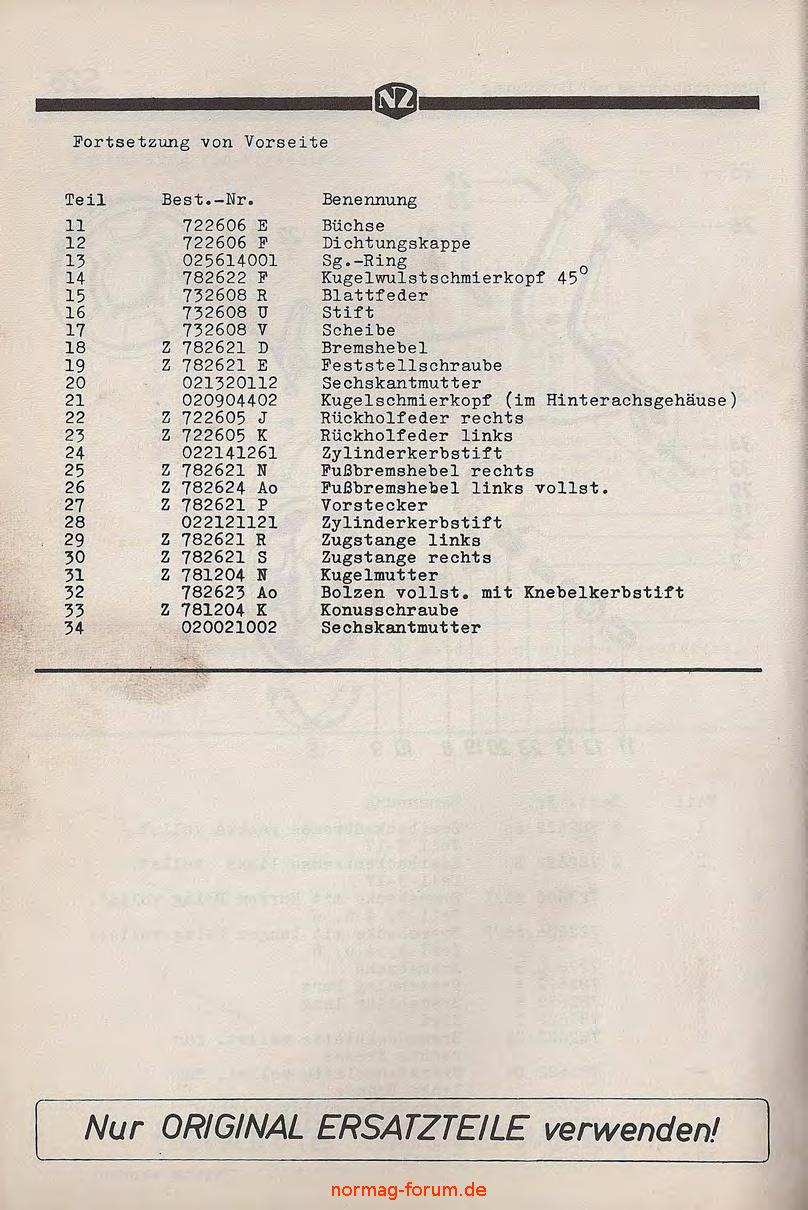 NZ
Fortsetzung von Vorseite
Teil Best.-Nr. Benennung
11 722606 E Büchse
12 722606 F Dichtungskappe
13 025614001 Sg.-Ring
14 782622 F Kugelwulstschmierkopf 45°
15 732608 R Blattfeder
16 732608 U Stift
17 732608 V Scheibe
18 Z 782621 D Bremshebel
19 Z 782621 E Feststellschraube
20 021320112 Sechskantmutter
21 020904402 Kugelschmierkopf (im Hinterachsgehäuse)
22 Z 722605 J Rückholfeder rechts
23 Z 722605 K Rückholfeder links
24 022141261 Zylinderkerbstift
25 Z 782621 N Fußbremshebel rechts
26 Z 782624 Ao Fußbremshebel links vollst.
27 Z 782621 P Vorstecker
28 022121121 Zylinderkerbstift
29 Z 782621 R Zugstange links
30 Z 782621 S Zugstange rechts
31 Z 781204 N Kugelmutter
32 782623 Ao Bolzen vollst. mit Knebelkerbstift
33 Z 781204 K Konusschraube
34 020021002 Sechskantmutter
Nur ORIGINAL ERSATZTEILE verwenden!
normag-forum.de